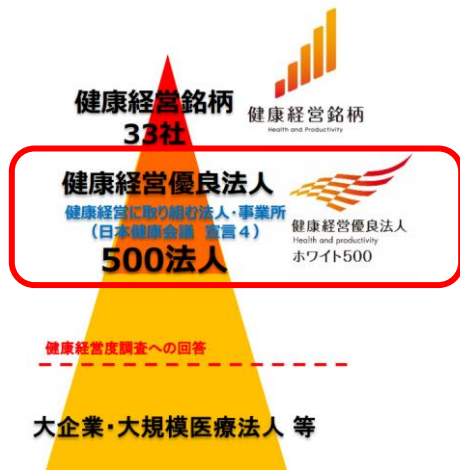 健康経営銘柄
33社
健康経営銘柄
Health and Productivity
健康経営優良法人
健康経営に取り組む法人・事業所
(日本健康会議 宣言4)
500法人
健康経営優良法人
Health and productivity
ホワイト500
健康経営度調査への回答
大企業・大規模医療法人 等